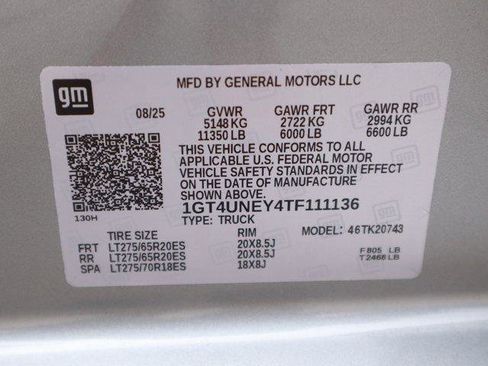 gm
MFD BY GENERAL MOTORS LLC
08/25 GVWR GAWR FRT GAWR RR
5148 KG 2722 KG 2994 KG
11350 LB 6000 LB 6600 LB
THIS VEHICLE CONFORMS TO ALL
APPLICABLE U.S. FEDERAL MOTOR
VEHICLE SAFETY STANDARDS IN EFFECT
ON THE DATE OF MANUFACTURE
SHOWN ABOVE.
1GT4UNEY4TF111136
130H
TYPE: TRUCK
TIRE SIZE RIM MODEL: 46TK20743
FRT LT275/65R20ES 20X8.5J
RR LT275/65R20ES 20X8.5J
SPA LT275/70R18ES 18X8J
F 805 LB
T 2466 LB